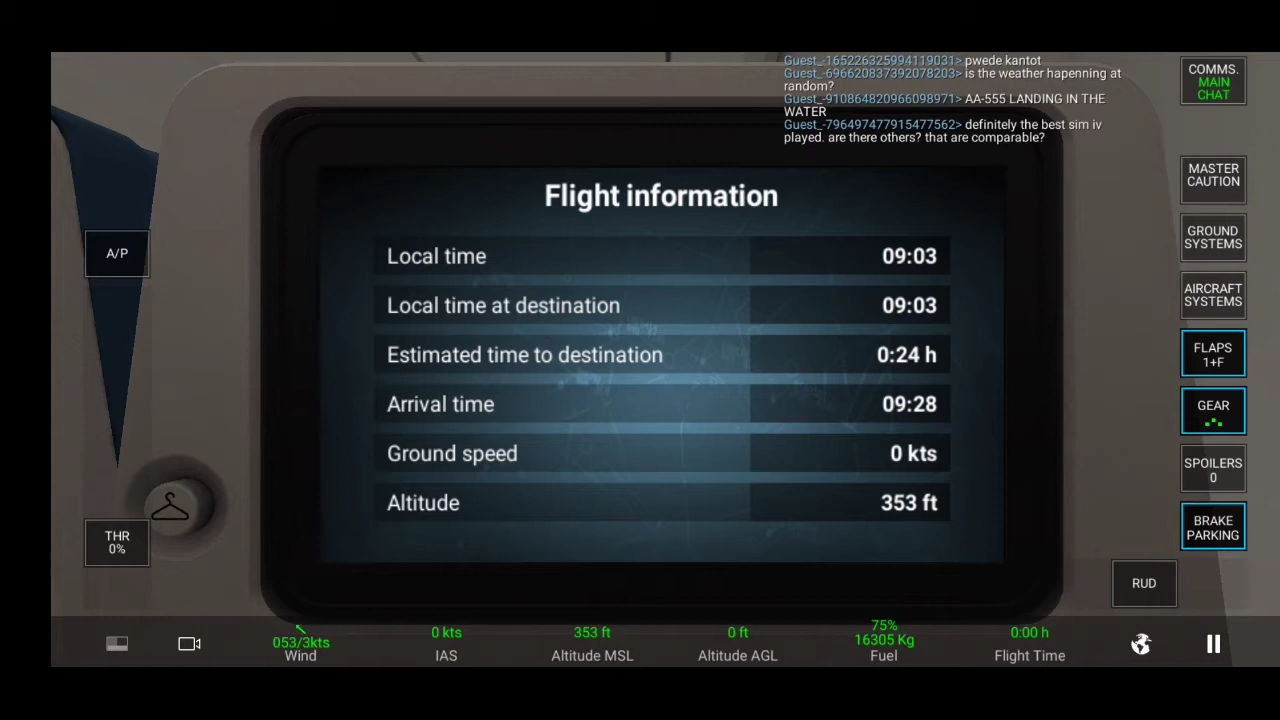 Guest_-165226325994119031> pwede kantot
Guest_-696620837392078203> is the weather hapenning at
random?
Guest_-910864820966098971> AA-555 LANDING IN THE
WATER
Guest_-796497477915477562> definitely the best sim iv
played. are there others? that are comparable?
COMMS.
MAIN
CHAT
MASTER
CAUTION
Flight information
A/P
GROUND
SYSTEMS
Local time 09:03
Local time at destination 09:03
AIRCRAFT
SYSTEMS
Estimated time to destination 0:24 h
FLAPS
1+F
Arrival time 09:28
GEAR
Ground speed 0 kts
SPOILERS
0
Altitude 353 ft
BRAKE
PARKING
THR
0%
RUD
053/3kts
Wind
0 kts
IAS
353 ft
Altitude MSL
0 ft
Altitude AGL
75%
16305 Kg
Fuel
0:00 h
Flight Time